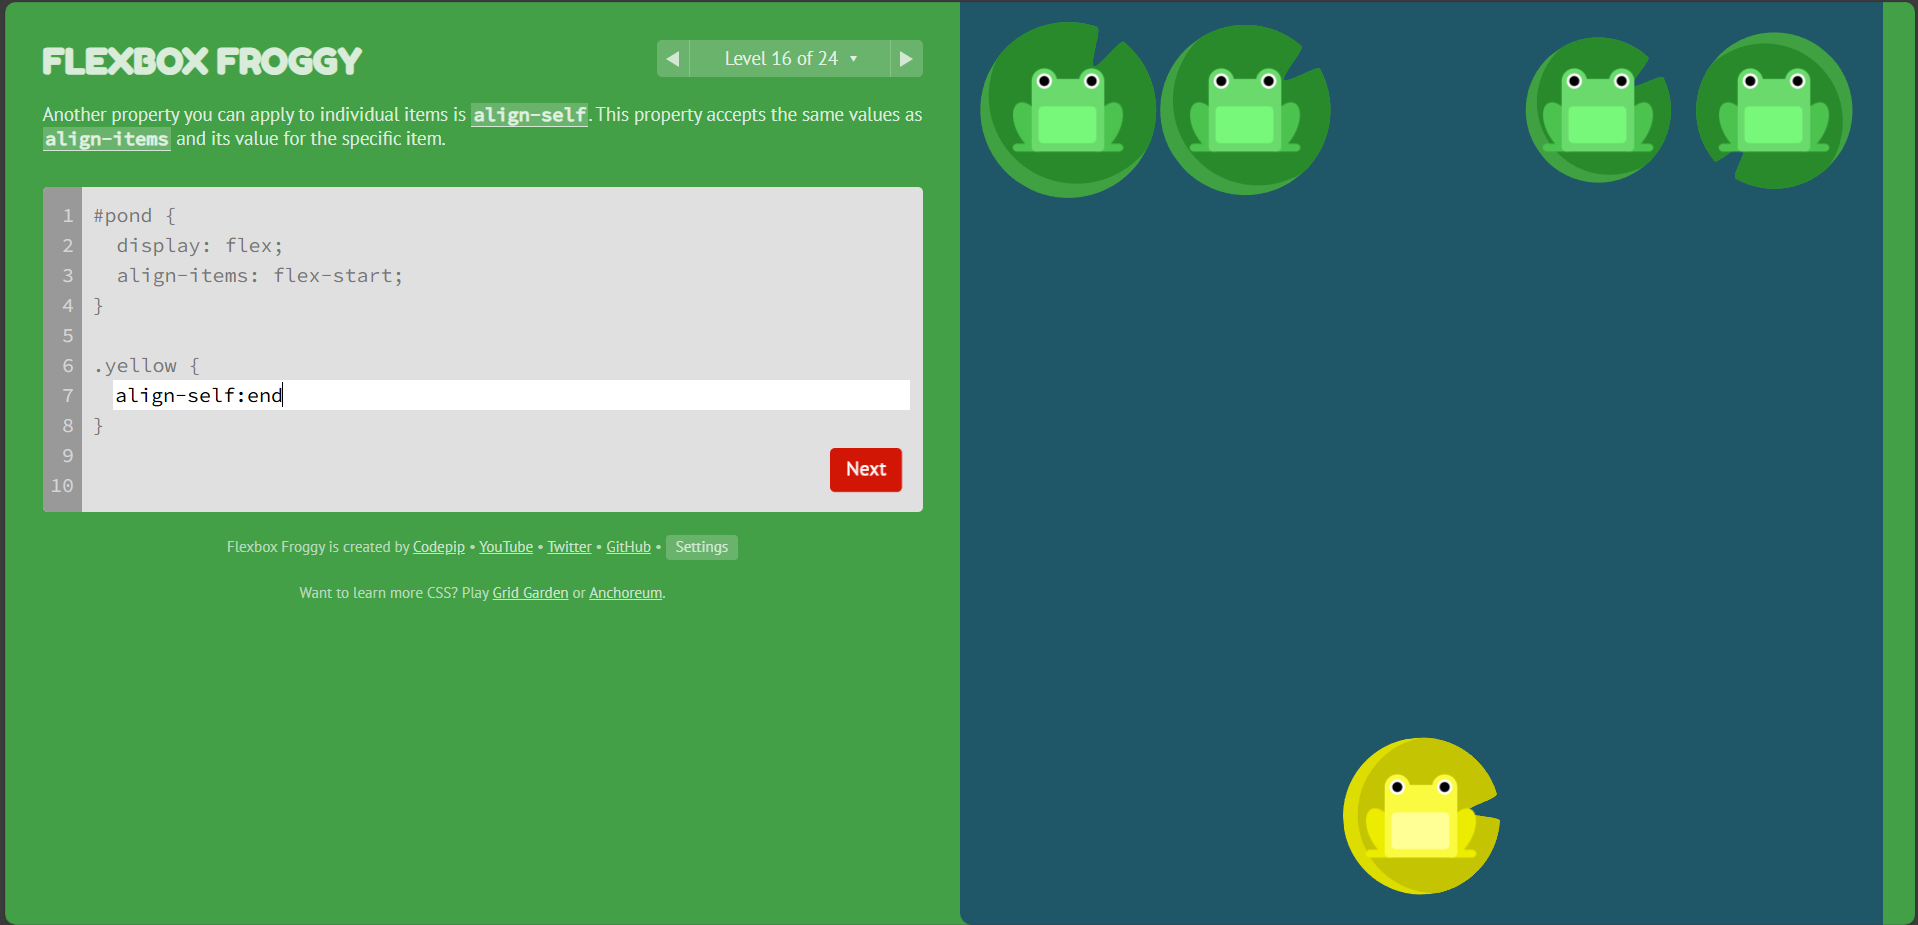 FLEXBOX FROGGY
◀ Level 16 of 24 ▼ ▶
Another property you can apply to individual items is align-self. This property accepts the same values as
align-items and its value for the specific item.
1 #pond {
2   display: flex;
3   align-items: flex-start;
4 }
5
6 .yellow {
7   align-self:end
8 }
9
10
Next
Flexbox Froggy is created by Codepip • YouTube • Twitter • GitHub • Settings
Want to learn more CSS? Play Grid Garden or Anchoreum.